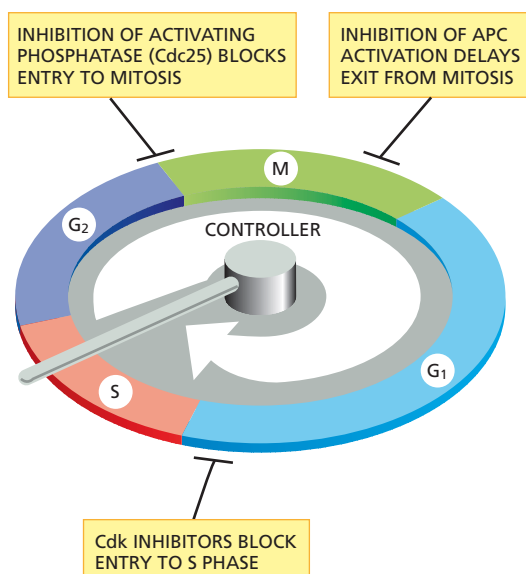 INHIBITION OF ACTIVATING
PHOSPHATASE (Cdc25) BLOCKS
ENTRY TO MITOSIS
INHIBITION OF APC
ACTIVATION DELAYS
EXIT FROM MITOSIS
M
G₂
CONTROLLER
G₁
S
Cdk INHIBITORS BLOCK
ENTRY TO S PHASE